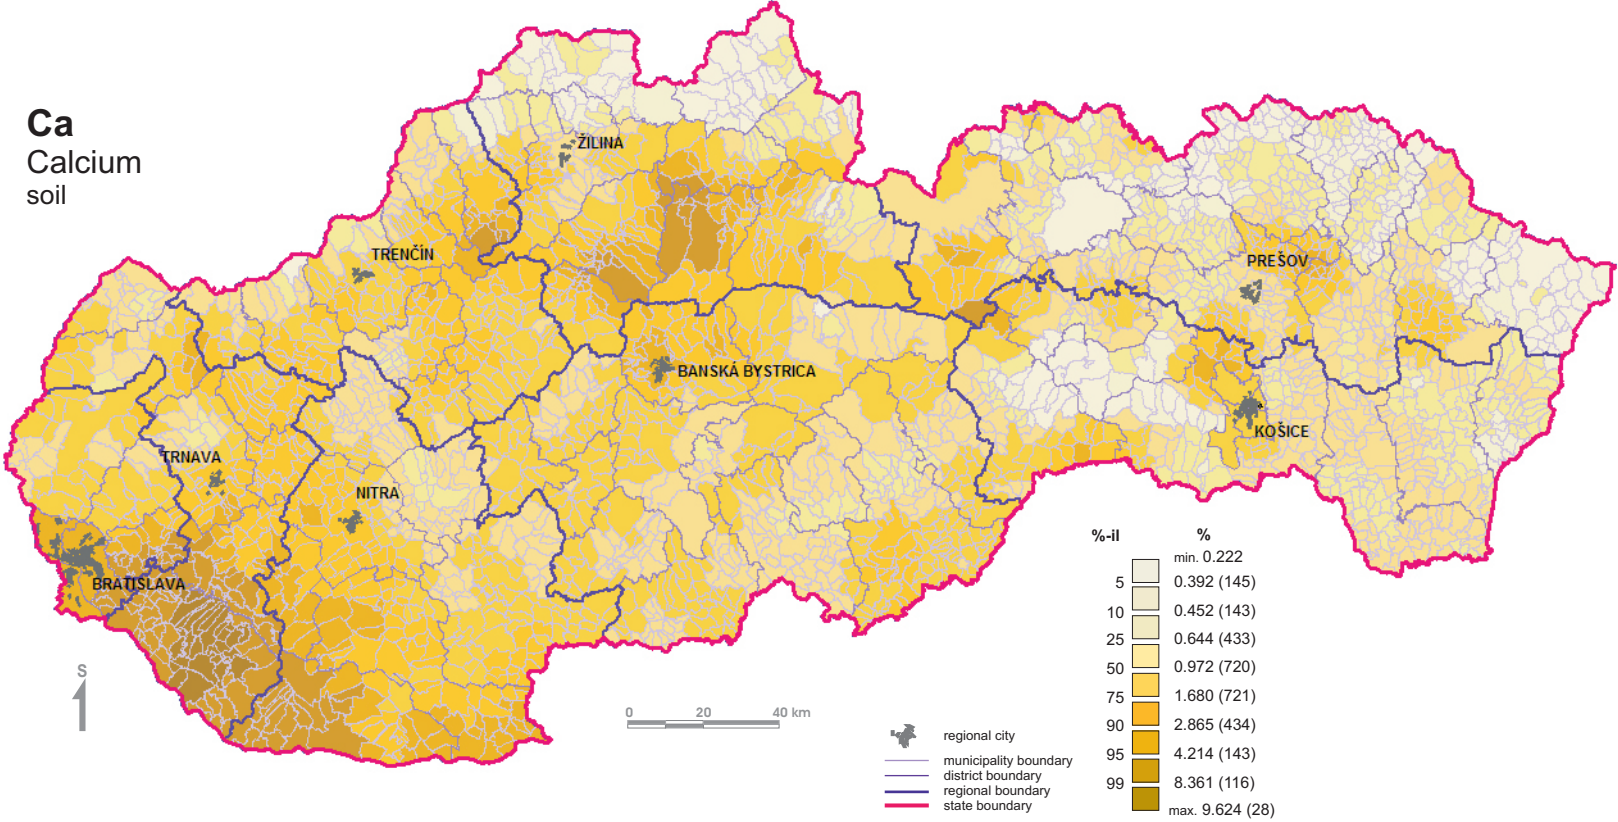 Ca
Calcium
soil
ŽILINA
TRENČÍN
PREŠOV
BANSKÁ BYSTRICA
KOŠICE
TRNAVA
NITRA
BRATISLAVA
S
0 20 40 km
regional city
municipality boundary
district boundary
regional boundary
state boundary
%-il %
min. 0.222
5 0.392 (145)
10 0.452 (143)
25 0.644 (433)
50 0.972 (720)
75 1.680 (721)
90 2.865 (434)
95 4.214 (143)
99 8.361 (116)
max. 9.624 (28)